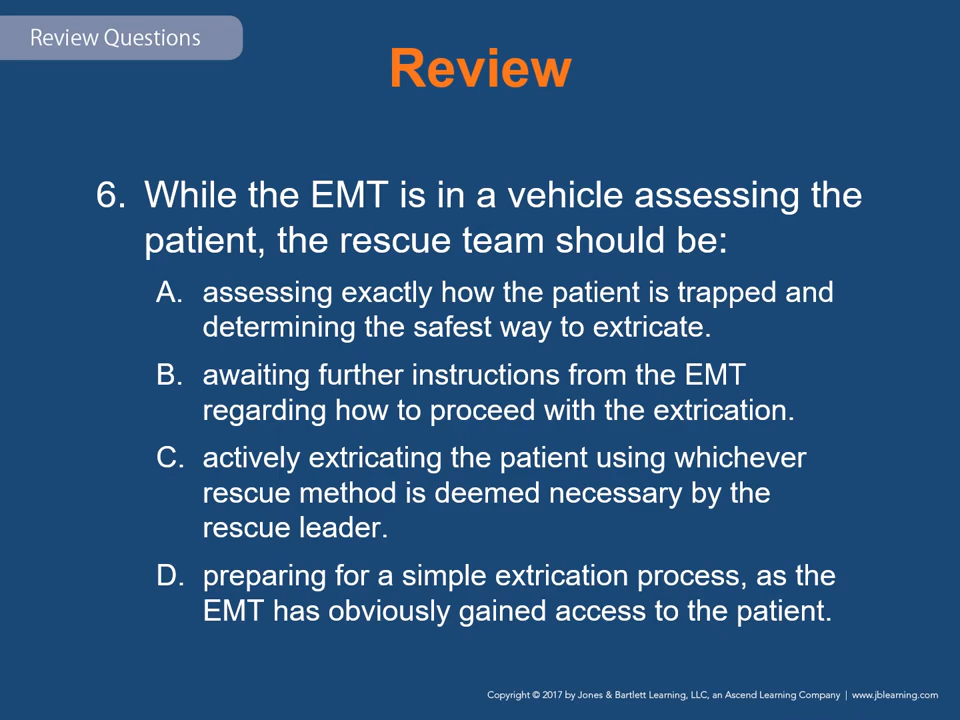 Review Questions
Review
6. While the EMT is in a vehicle assessing the
patient, the rescue team should be:
A. assessing exactly how the patient is trapped and
determining the safest way to extricate.
B. awaiting further instructions from the EMT
regarding how to proceed with the extrication.
C. actively extricating the patient using whichever
rescue method is deemed necessary by the
rescue leader.
D. preparing for a simple extrication process, as the
EMT has obviously gained access to the patient.
Copyright © 2017 by Jones & Bartlett Learning, LLC, an Ascend Learning Company | www.jblearning.com